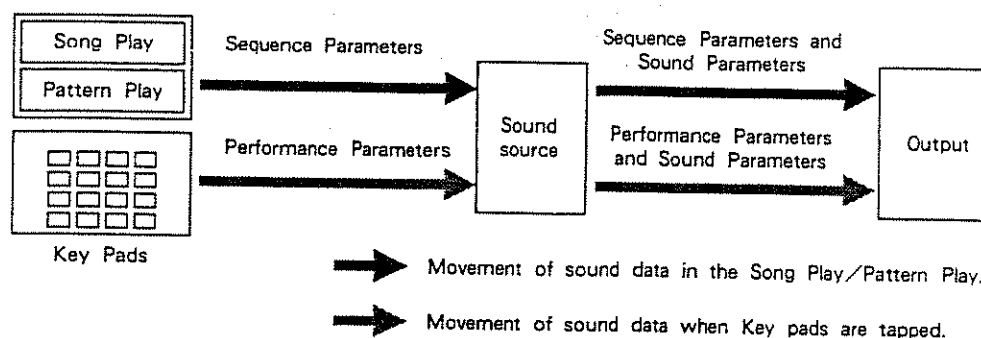 Song Play
Pattern Play
Key Pads
Sequence Parameters
Performance Parameters
Sound
source
Sequence Parameters and
Sound Parameters
Performance Parameters
and Sound Parameters
Output
Movement of sound data in the Song Play/Pattern Play.
Movement of sound data when Key pads are tapped.